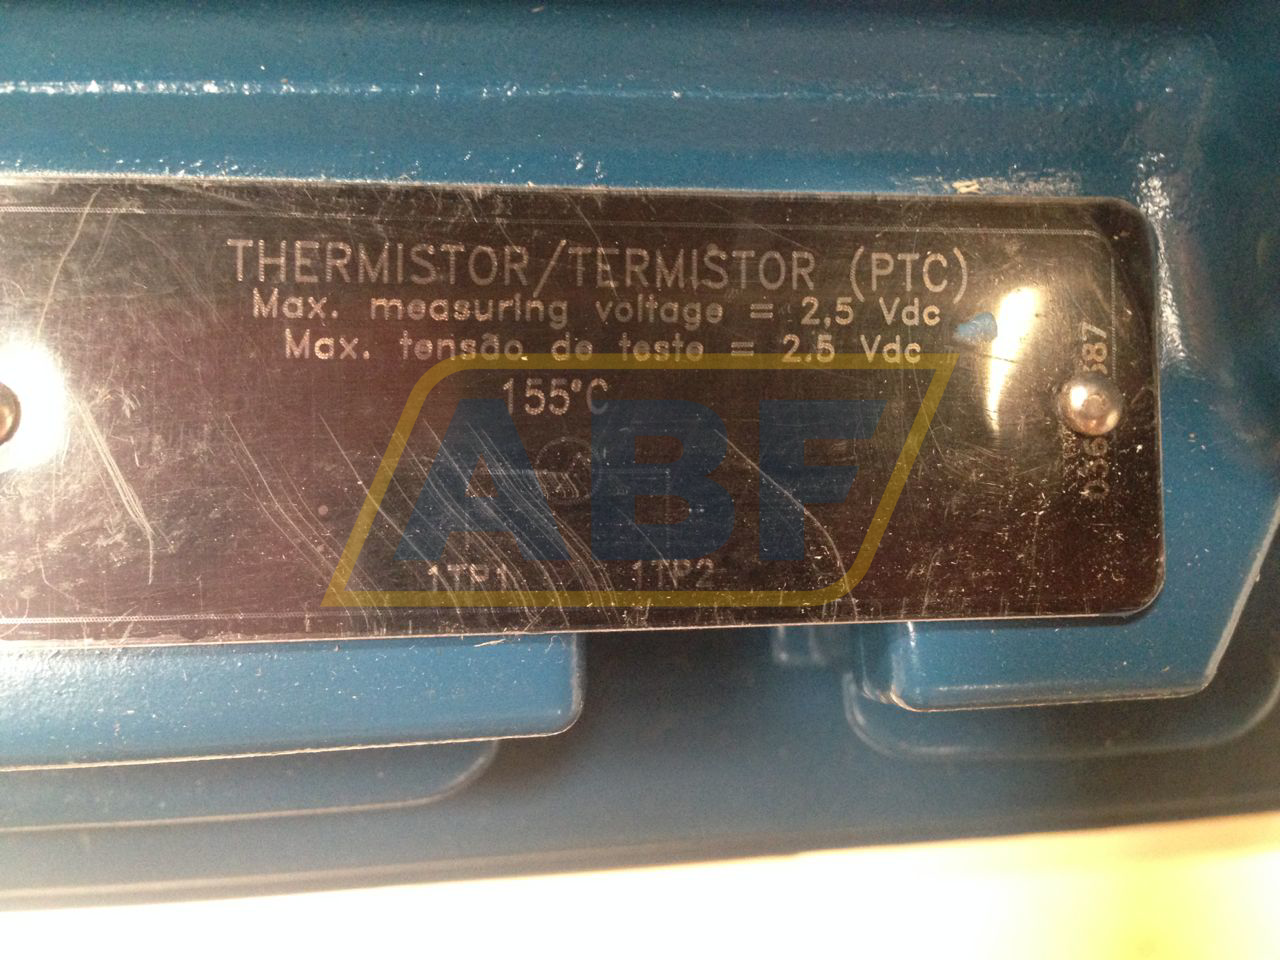 THERMISTOR/TERMISTOR (PTC)
Max. measuring voltage = 2,5 Vdc
Max. tensão de teste = 2.5 Vdc
155°C
ABF
1TP1 1TP2